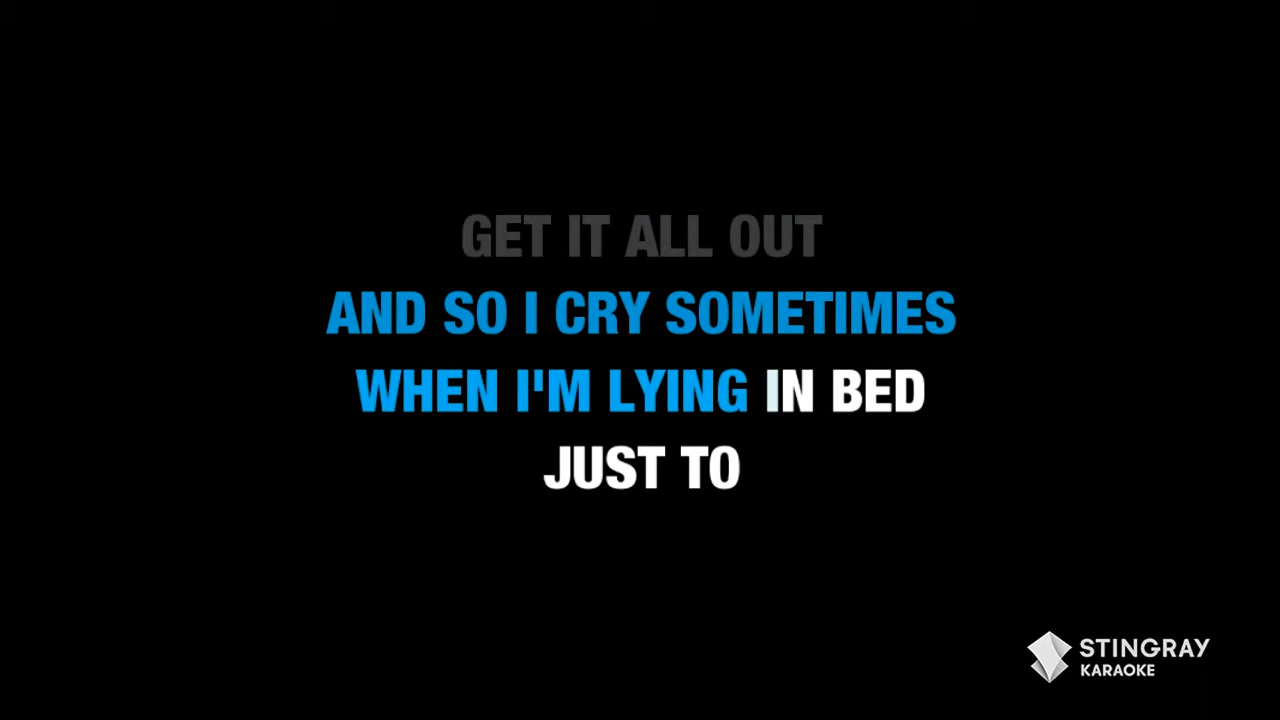 GET IT ALL OUT
AND SO I CRY SOMETIMES
WHEN I'M LYING IN BED
JUST TO
STINGRAY
KARAOKE